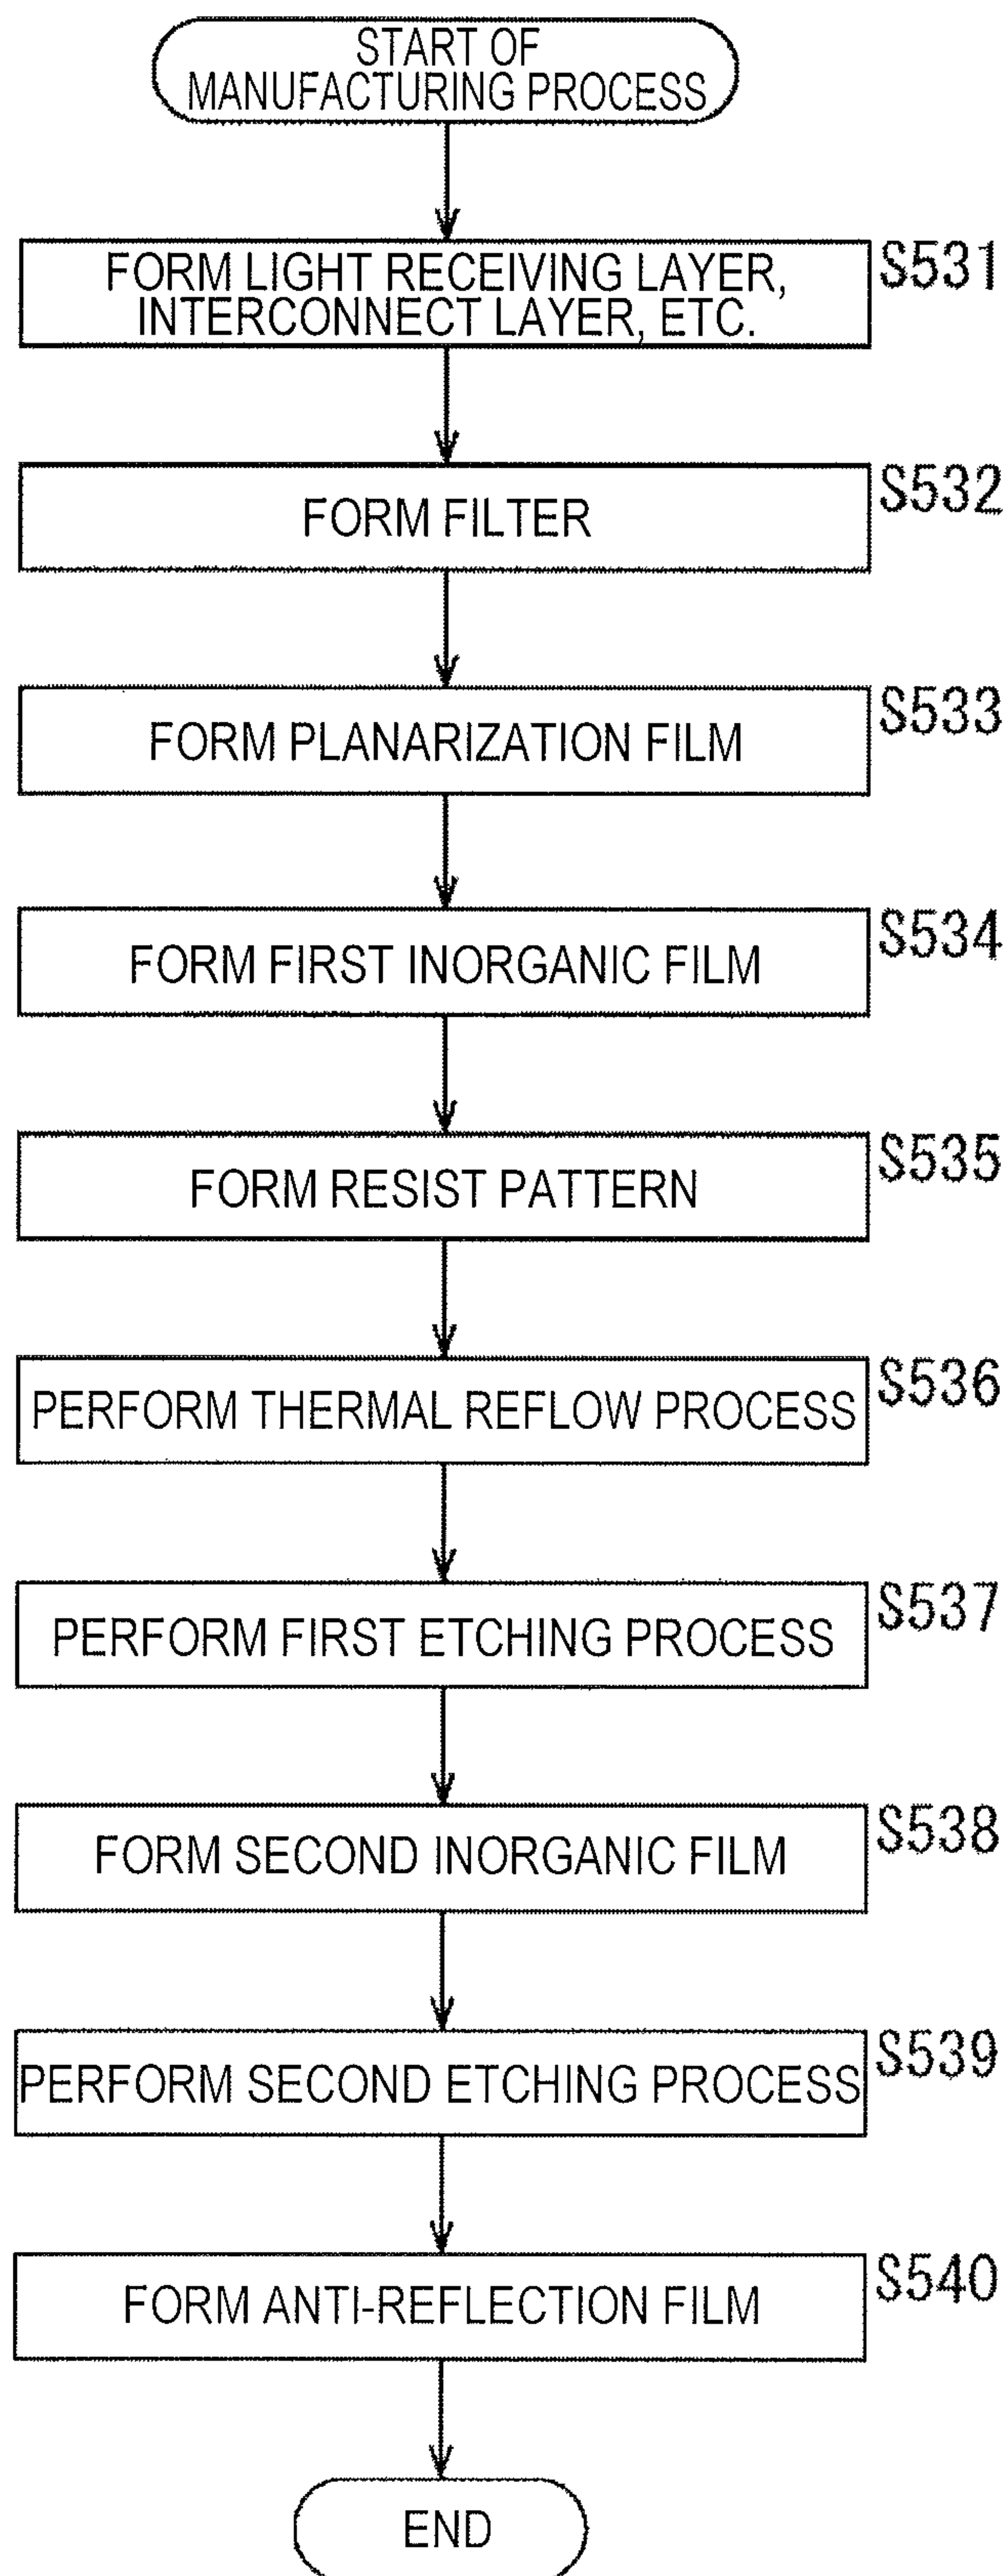 START OF
MANUFACTURING PROCESS
FORM LIGHT RECEIVING LAYER,
INTERCONNECT LAYER, ETC.
S531
FORM FILTER
S532
FORM PLANARIZATION FILM
S533
FORM FIRST INORGANIC FILM
S534
FORM RESIST PATTERN
S535
PERFORM THERMAL REFLOW PROCESS
S536
PERFORM FIRST ETCHING PROCESS
S537
FORM SECOND INORGANIC FILM
S538
PERFORM SECOND ETCHING PROCESS
S539
FORM ANTI-REFLECTION FILM
S540
END